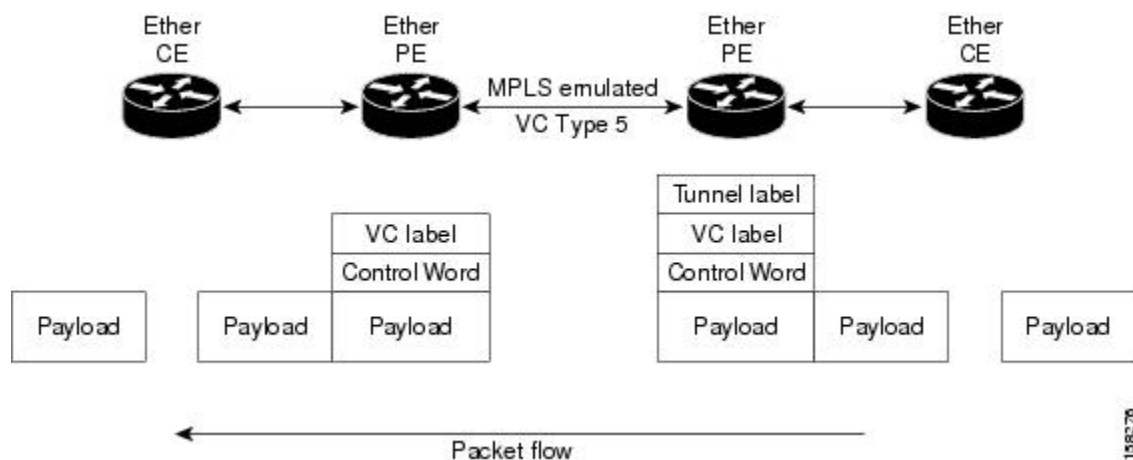 Ether
CE
Ether
PE
Ether
PE
Ether
CE
MPLS emulated
VC Type 5
Tunnel label
VC label
VC label
Control Word
Control Word
Payload
Payload
Payload
Payload
Payload
Payload
Packet flow
158276